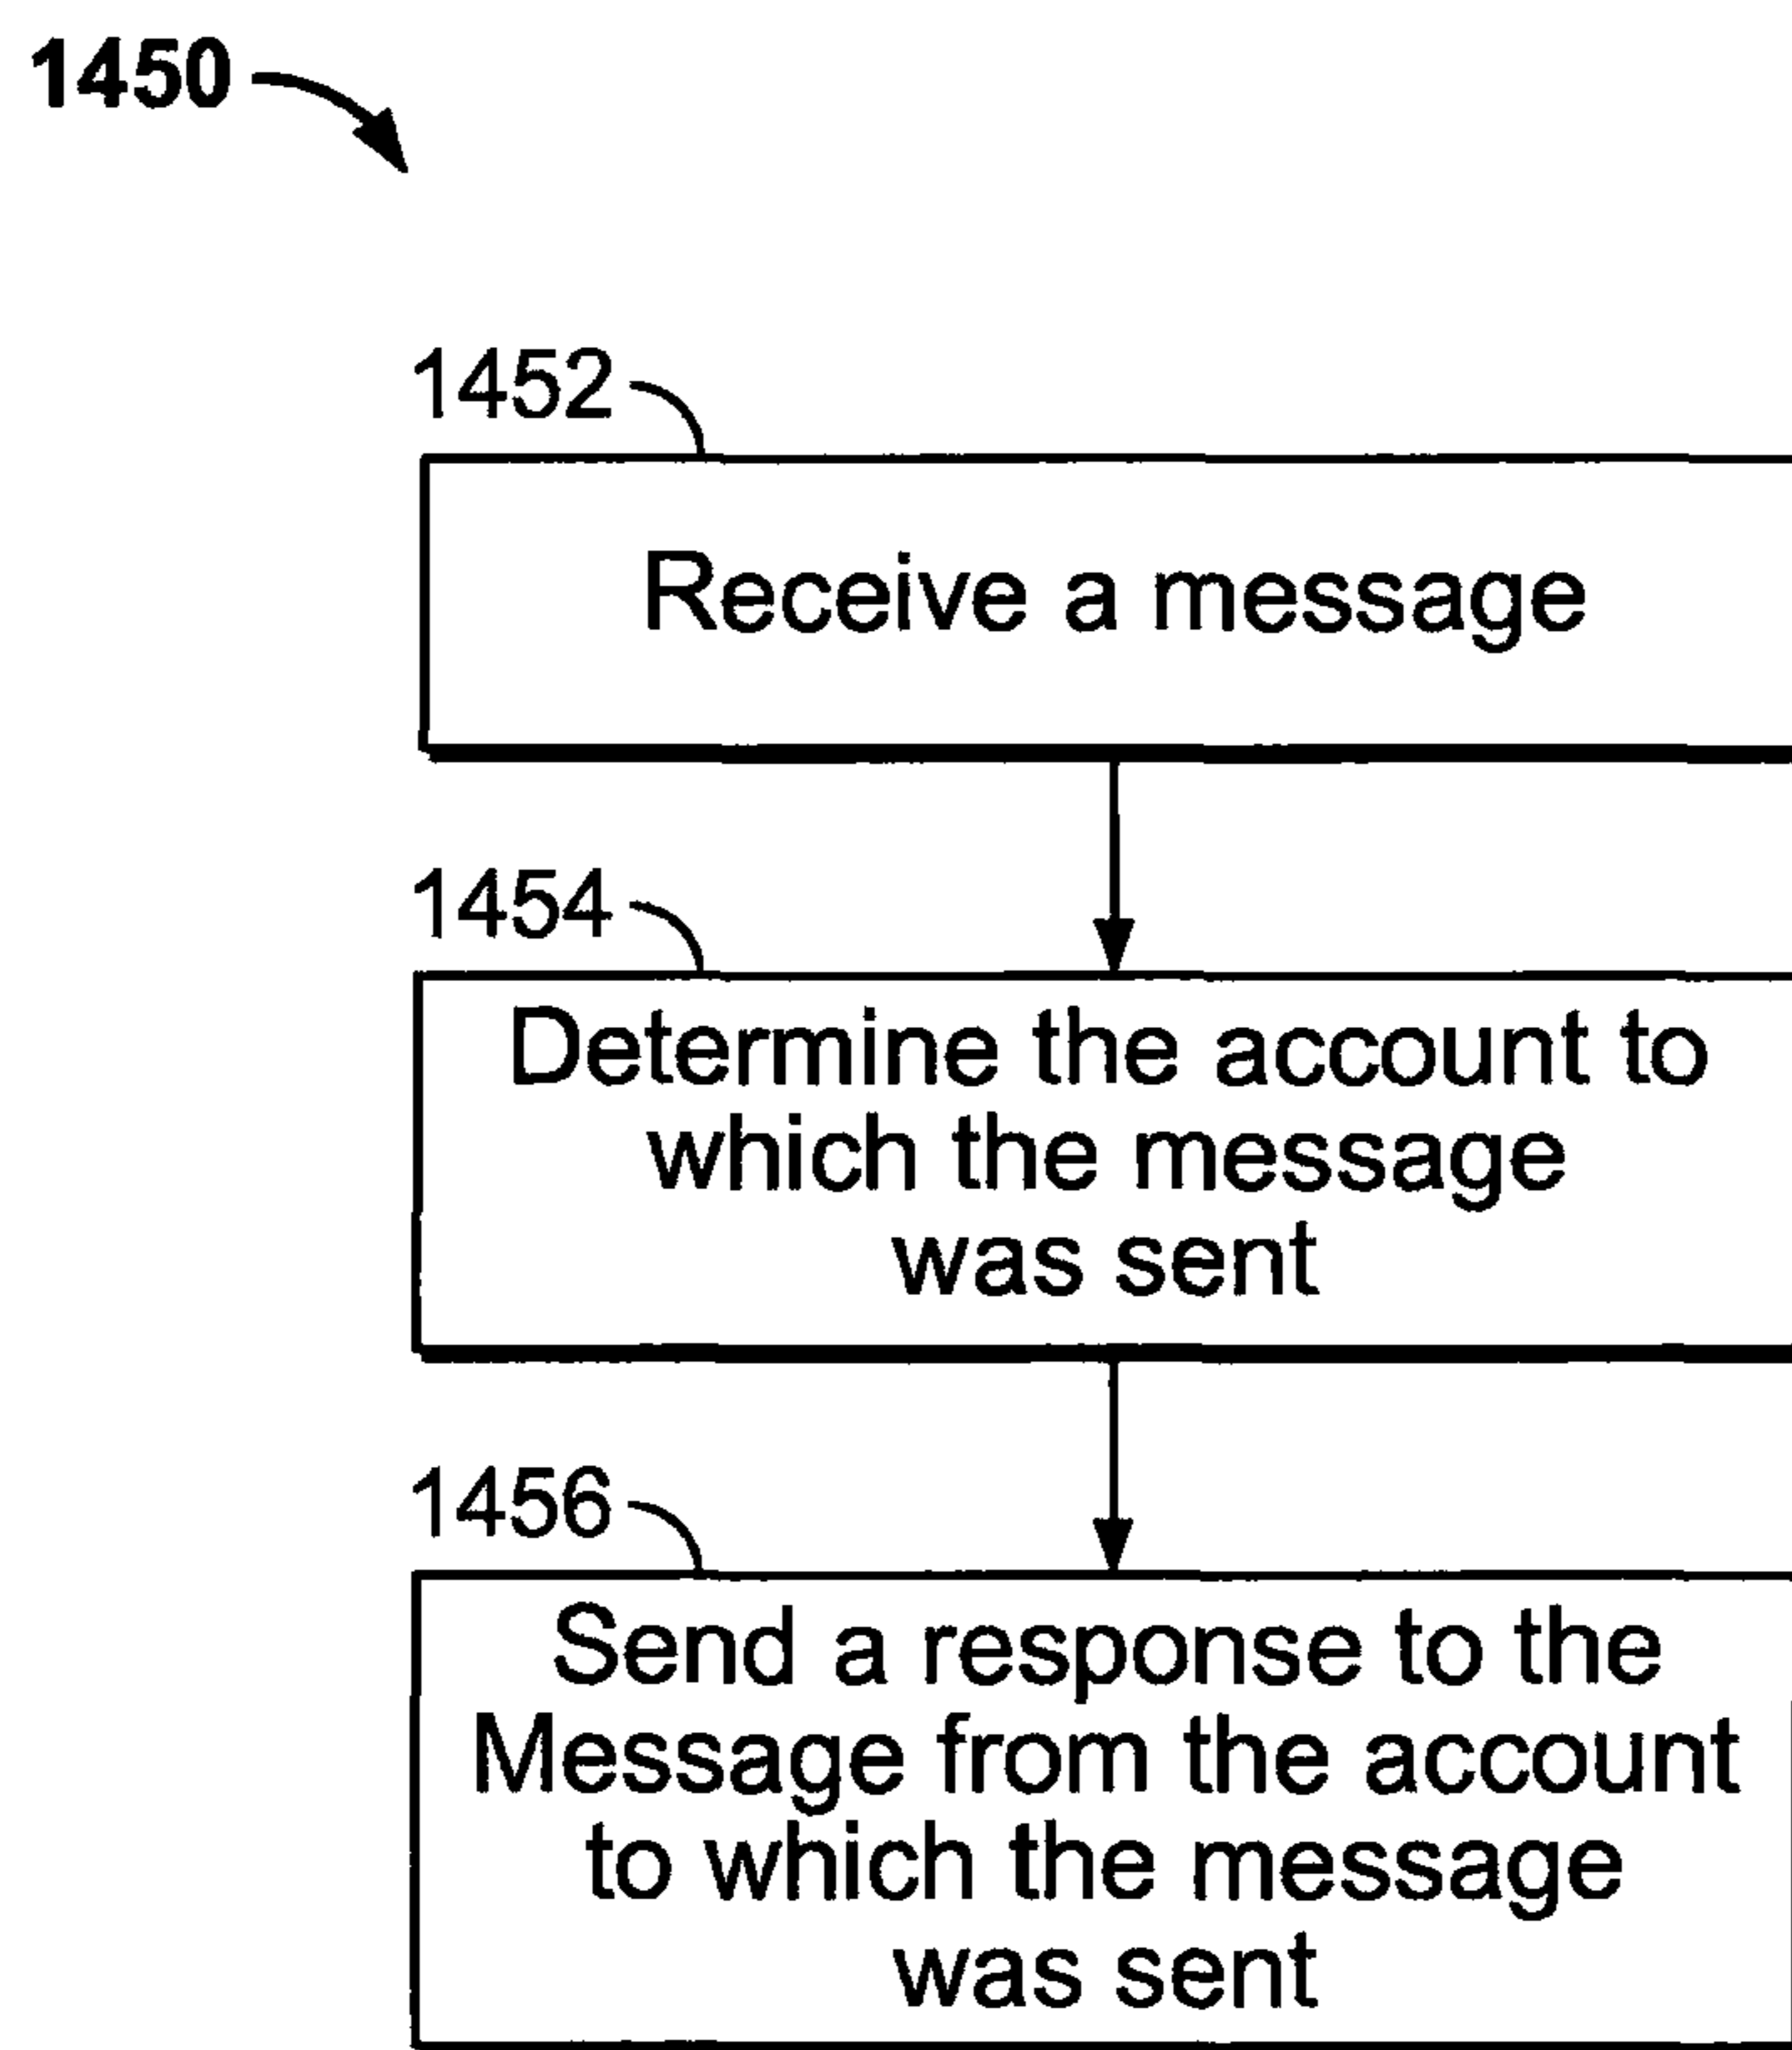 1450
1452
Receive a message
1454
Determine the account to
which the message
was sent
1456
Send a response to the
Message from the account
to which the message
was sent